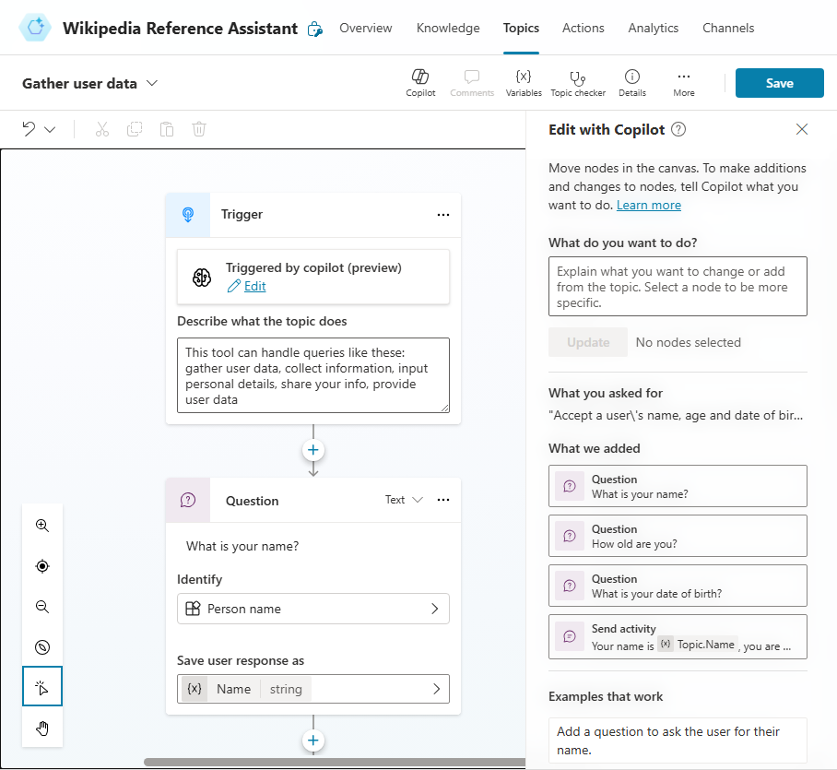 Wikipedia Reference Assistant
Overview
Knowledge
Topics
Actions
Analytics
Channels
Gather user data
Copilot
Comments
{x}
Variables
Topic checker
Details
More
Save
Trigger
Triggered by copilot (preview)
Edit
Describe what the topic does
This tool can handle queries like these:
gather user data, collect information, input
personal details, share your info, provide
user data
Question
Text
What is your name?
Identify
Person name
Save user response as
{x} Name string
Edit with Copilot
Move nodes in the canvas. To make additions
and changes to nodes, tell Copilot what you
want to do. Learn more
What do you want to do?
Explain what you want to change or add
from the topic. Select a node to be more
specific.
Update
No nodes selected
What you asked for
"Accept a user\'s name, age and date of bir...
What we added
Question
What is your name?
Question
How old are you?
Question
What is your date of birth?
Send activity
Your name is {x} Topic.Name , you are ...
Examples that work
Add a question to ask the user for their
name.